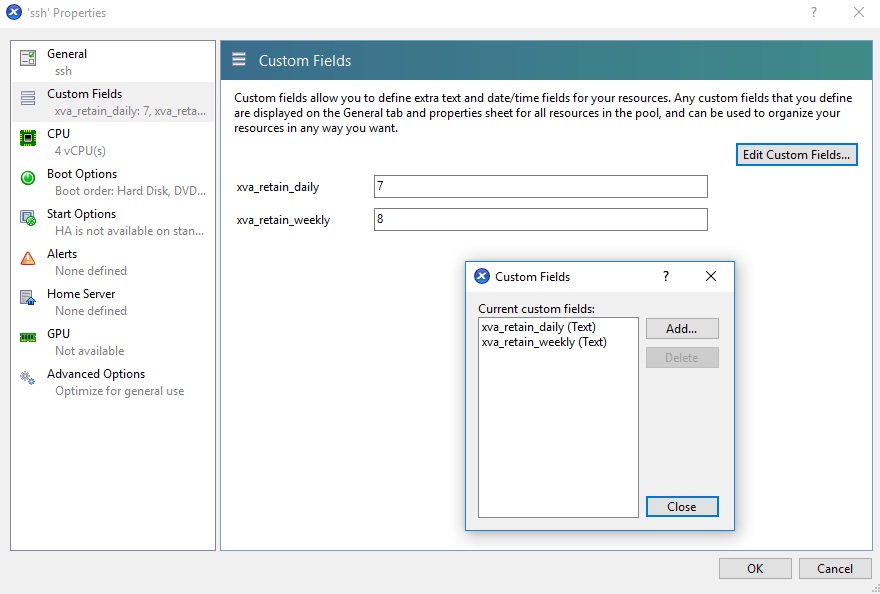 'ssh' Properties
?
General
ssh
Custom Fields
xva_retain_daily: 7, xva_reta...
CPU
4 vCPU(s)
Boot Options
Boot order: Hard Disk, DVD...
Start Options
HA is not available on stan...
Alerts
None defined
Home Server
None defined
GPU
Not available
Advanced Options
Optimize for general use
Custom Fields
Custom fields allow you to define extra text and date/time fields for your resources. Any custom fields that you define
are displayed on the General tab and properties sheet for all resources in the pool, and can be used to organize your
resources in any way you want.
Edit Custom Fields...
xva_retain_daily 7
xva_retain_weekly 8
Custom Fields ?
Current custom fields:
xva_retain_daily (Text)
xva_retain_weekly (Text)
Add...
Delete
Close
OK Cancel